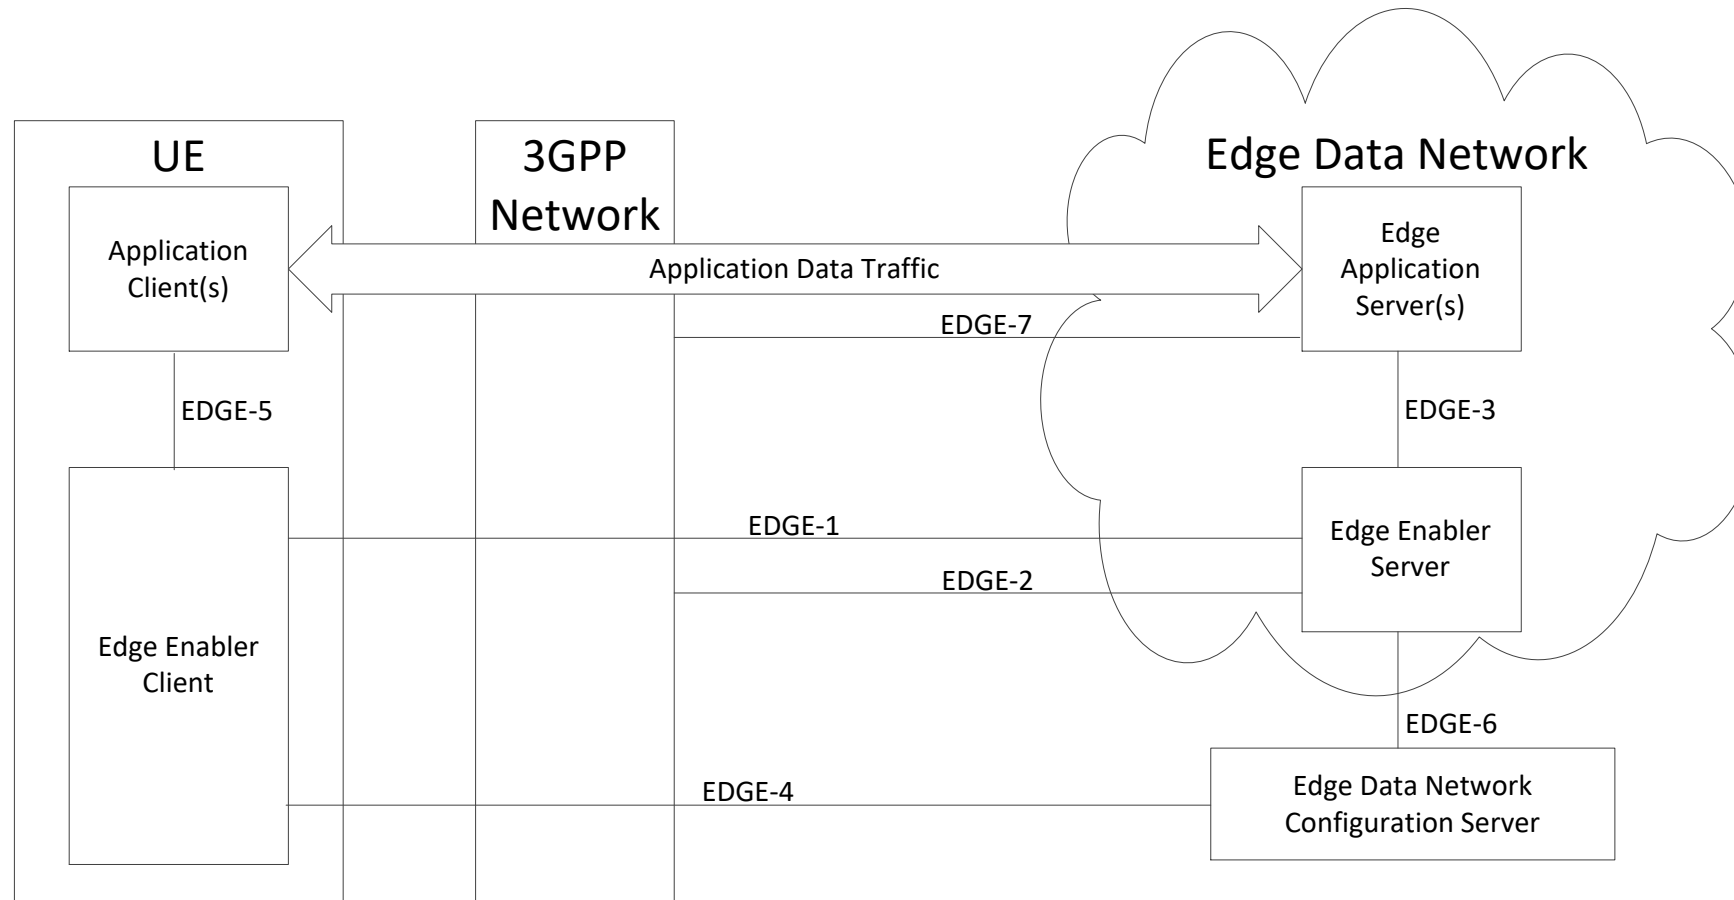 UE
3GPP
Network
Edge Data Network
Application
Client(s)
Application Data Traffic
Edge
Application
Server(s)
EDGE-7
EDGE-5
EDGE-3
EDGE-1
Edge Enabler
Server
EDGE-2
Edge Enabler
Client
EDGE-6
EDGE-4
Edge Data Network
Configuration Server